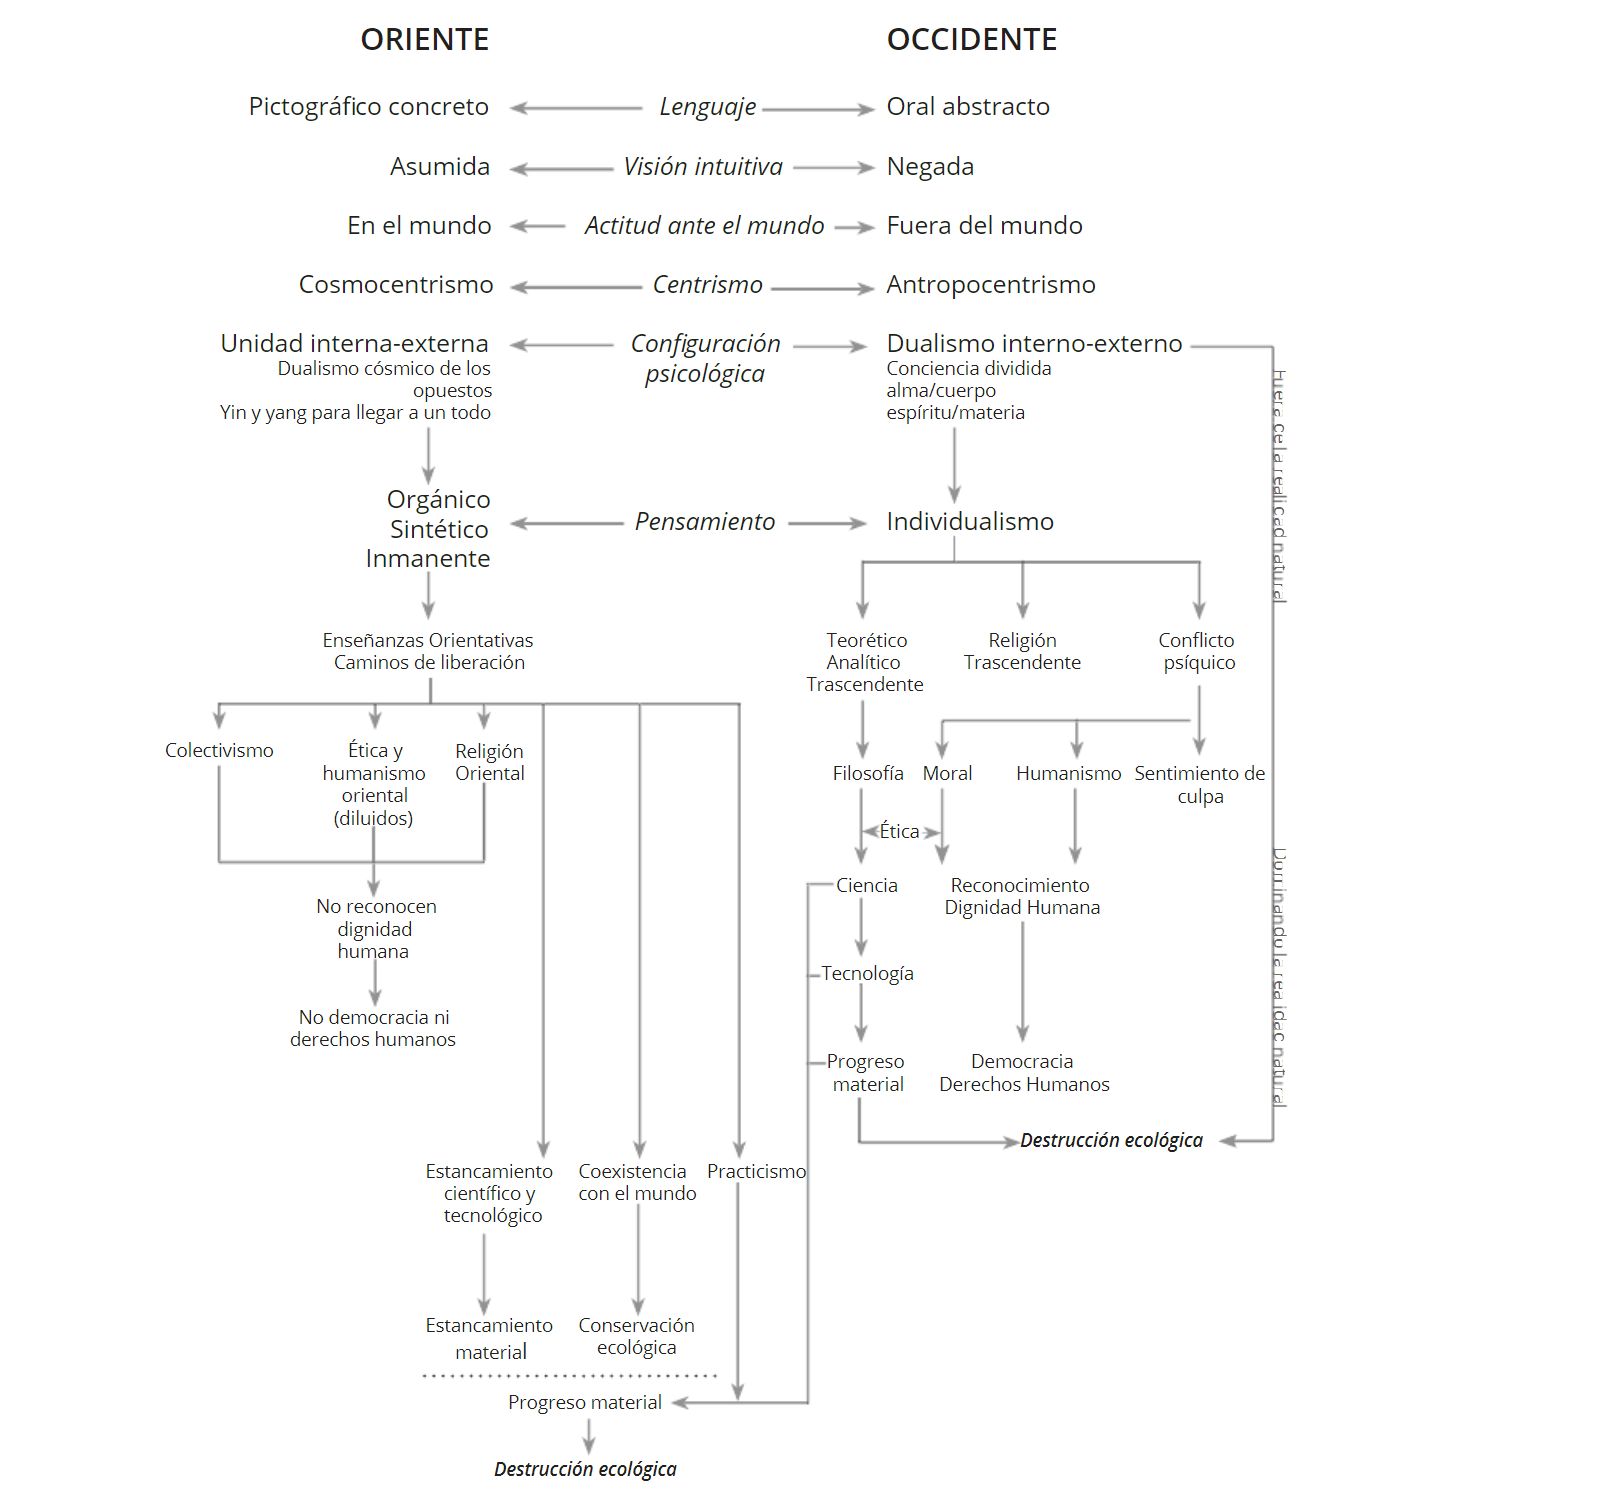 ORIENTE
OCCIDENTE
Pictográfico concreto
Lenguaje
Oral abstracto
Asumida
Visión intuitiva
Negada
En el mundo
Actitud ante el mundo
Fuera del mundo
Cosmocentrismo
Centrismo
Antropocentrismo
Unidad interna-externa
Dualismo cósmico de los
opuestos
Yin y yang para llegar a un todo
Configuración
psicológica
Dualismo interno-externo
Conciencia dividida
alma/cuerpo
espíritu/materia
Orgánico
Sintético
Inmanente
Pensamiento
Individualismo
Enseñanzas Orientativas
Caminos de liberación
Teorético
Analítico
Trascendente
Religión
Trascendente
Conflicto
psíquico
Colectivismo
Ética y
humanismo
oriental
(diluidos)
Religión
Oriental
Filosofía
Moral
Humanismo
Sentimiento de
culpa
Ética
No reconocen
dignidad
humana
Ciencia
Reconocimiento
Dignidad Humana
No democracia ni
derechos humanos
Tecnología
Progreso
material
Democracia
Derechos Humanos
Destrucción ecológica
Fuera de la realidad natural
Dominando la realidad natural
Estancamiento
científico y
tecnológico
Coexistencia
con el mundo
Practicismo
Estancamiento
material
Conservación
ecológica
Progreso material
Destrucción ecológica